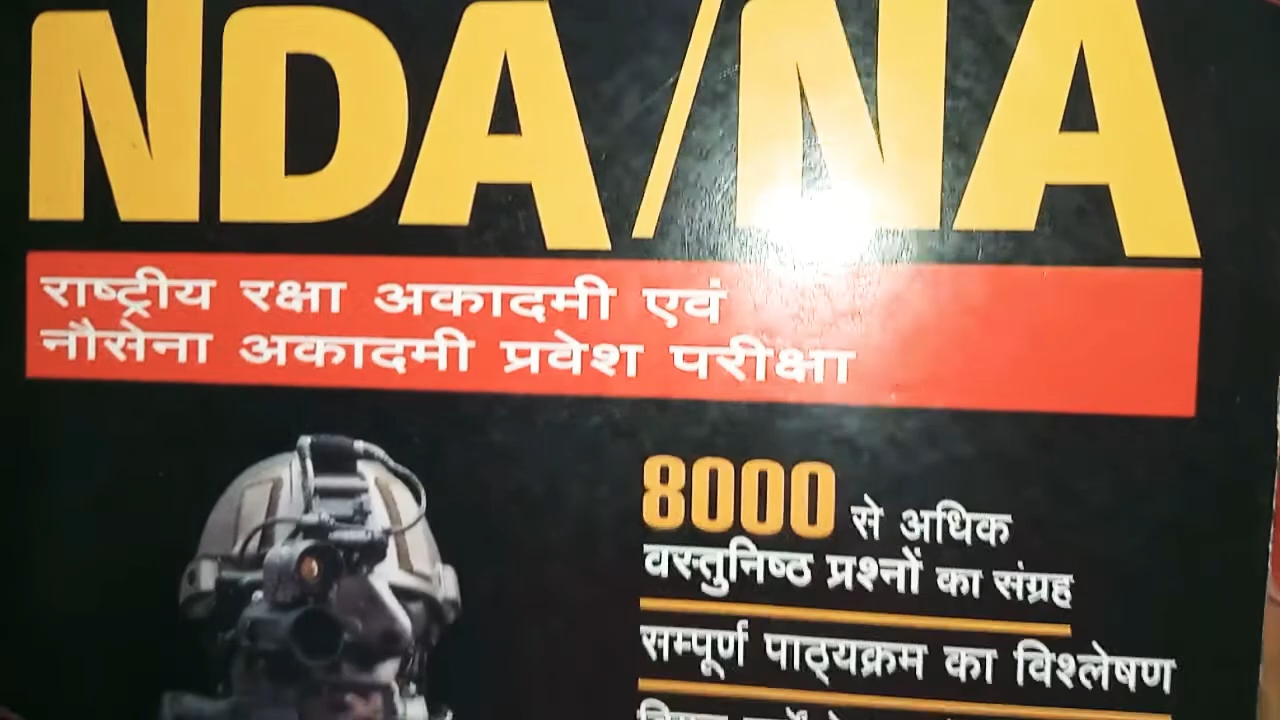 NDA/NA
राष्ट्रीय रक्षा अकादमी एवं
नौसेना अकादमी प्रवेश परीक्षा
8000 से अधिक
वस्तुनिष्ठ प्रश्नों का संग्रह
सम्पूर्ण पाठ्यक्रम का विश्लेषण